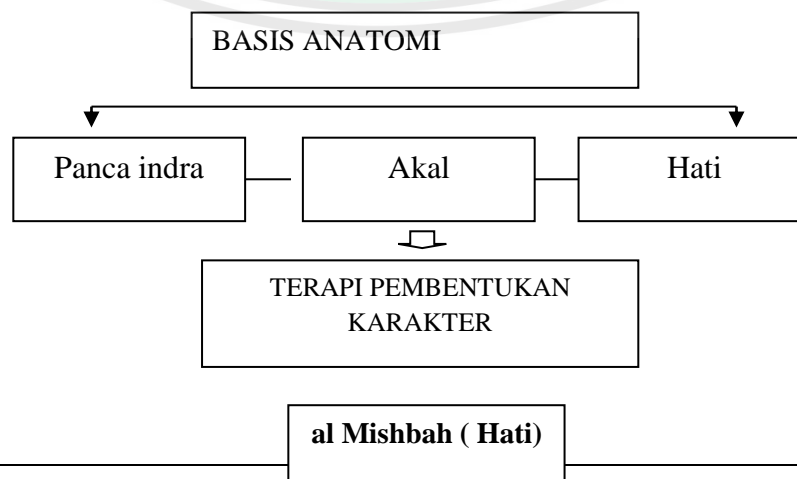 BASIS ANATOMI
Panca indra
Akal
Hati
TERAPI PEMBENTUKAN
KARAKTER
al Mishbah ( Hati)